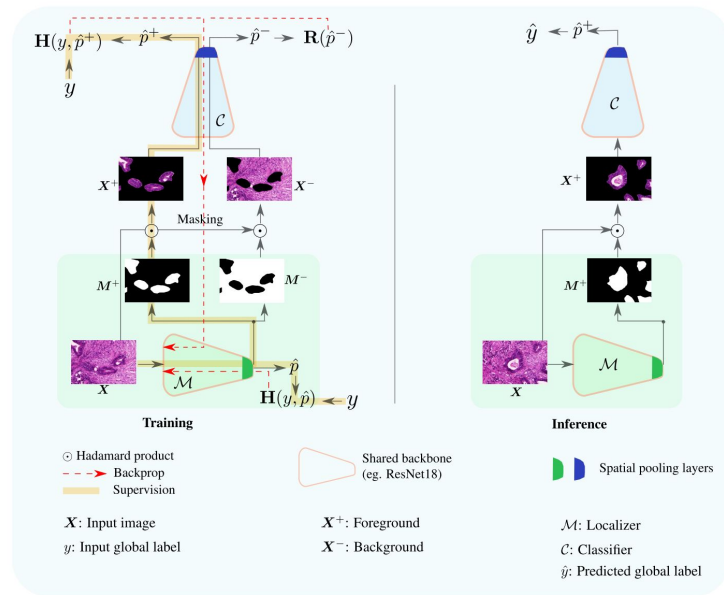 H(y, p̂⁺) p̂⁺ p̂⁻ R(p̂⁻)
y
C
X⁺ X⁻
Masking
M⁺ M⁻
X M p̂
H(y, p̂) y
Training
ŷ p̂⁺
C
X⁺
M⁺
X M
Inference
⊙ Hadamard product
Backprop
Supervision
Shared backbone
(eg. ResNet18)
Spatial pooling layers
X: Input image
y: Input global label
X⁺: Foreground
X⁻: Background
M: Localizer
C: Classifier
ŷ: Predicted global label